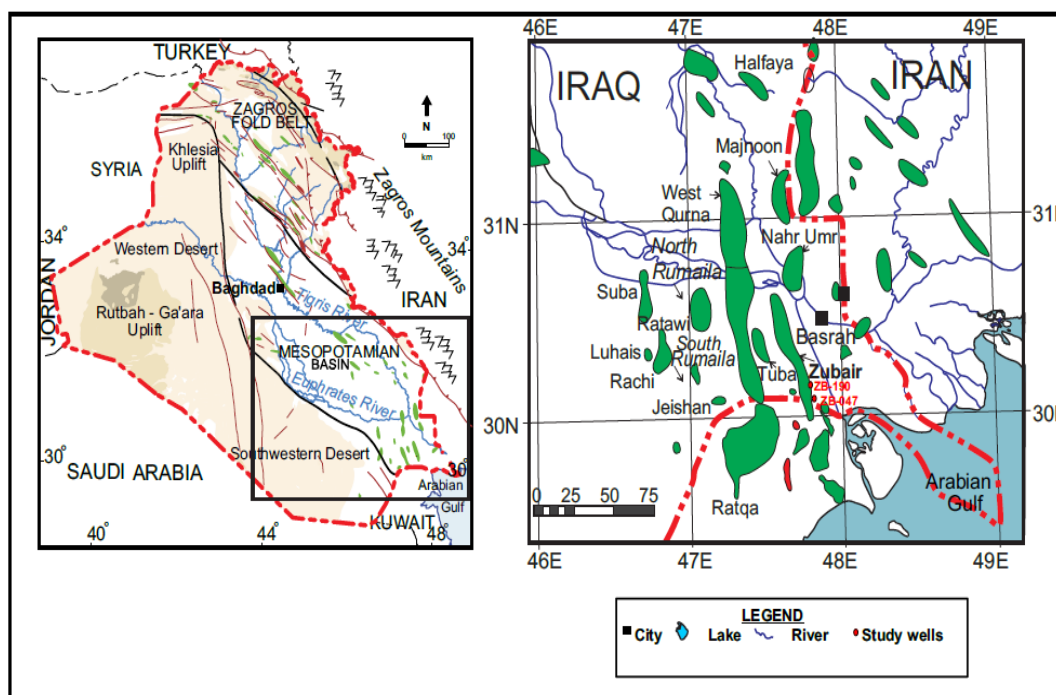 TURKEY
ZAGROS
FOLD BELT
N
0 100
km
Khlesia
Uplift
SYRIA
Zagros Mountains
34
34
Western Desert
Baghdad
IRAN
Tigris River
JORDAN
Rutbah - Ga'ara
Uplift
MESOPOTAMIAN
BASIN
Euphrates River
30
30
Southwestern Desert
SAUDI ARABIA
Arabian
Gulf
KUWAIT
40 44 48
46E 47E 48E 49E
Halfaya
IRAQ IRAN
Majnoon
West
Qurna
31N 31N
Nahr Umr
North
Rumaila
Suba
Ratawi
South
Rumaila
Basrah
Luhais
Zubair
Tuba
Rachi
ZB-190
ZB-047
Jeishan
30N 30N
Arabian
Gulf
Ratqa
0 25 50 75
46E 47E 48E 49E
LEGEND
City Lake River Study wells